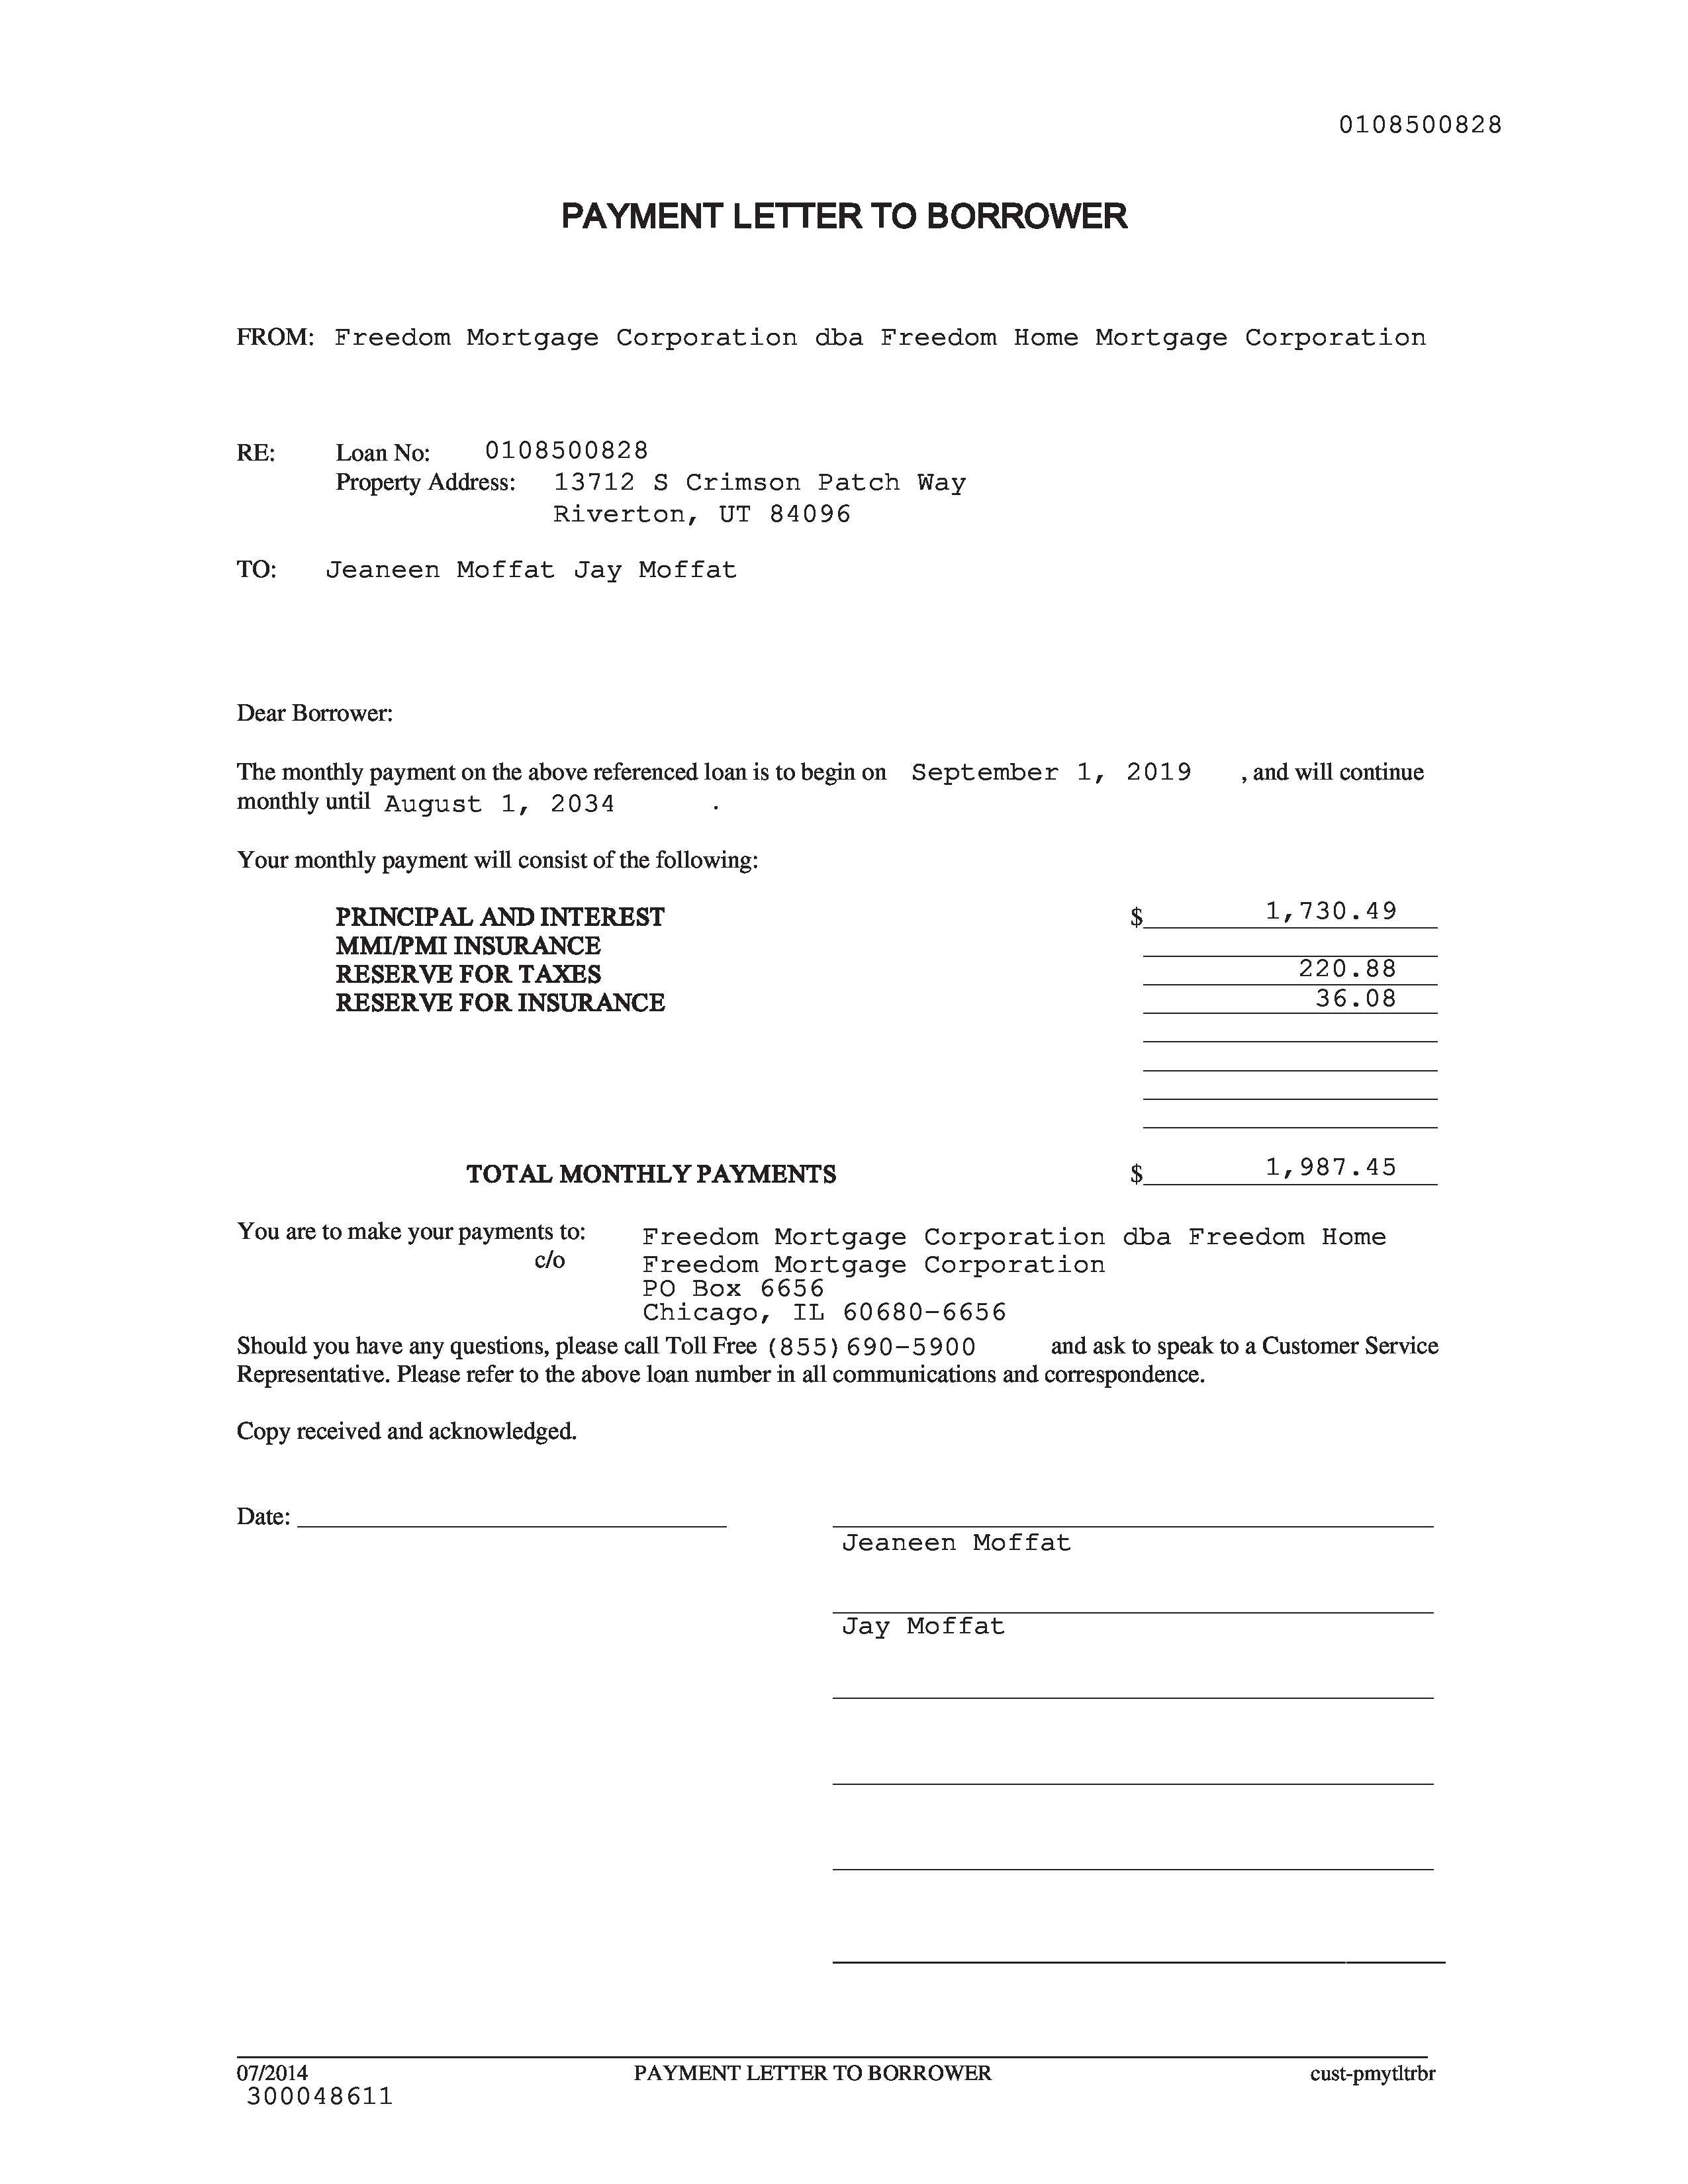 0108500828
PAYMENT LETTER TO BORROWER
FROM: Freedom Mortgage Corporation dba Freedom Home Mortgage Corporation
RE: Loan No: 0108500828
Property Address: 13712 S Crimson Patch Way
Riverton, UT 84096
TO: Jeaneen Moffat Jay Moffat
Dear Borrower:
The monthly payment on the above referenced loan is to begin on September 1, 2019 , and will continue
monthly until August 1, 2034 .
Your monthly payment will consist of the following:
PRINCIPAL AND INTEREST $ 1,730.49
MMI/PMI INSURANCE
RESERVE FOR TAXES 220.88
RESERVE FOR INSURANCE 36.08
TOTAL MONTHLY PAYMENTS $ 1,987.45
You are to make your payments to: Freedom Mortgage Corporation dba Freedom Home
c/o Freedom Mortgage Corporation
PO Box 6656
Chicago, IL 60680-6656
Should you have any questions, please call Toll Free (855)690-5900 and ask to speak to a Customer Service
Representative. Please refer to the above loan number in all communications and correspondence.
Copy received and acknowledged.
Date:
Jeaneen Moffat
Jay Moffat
07/2014 PAYMENT LETTER TO BORROWER cust-pmytltrbr
300048611